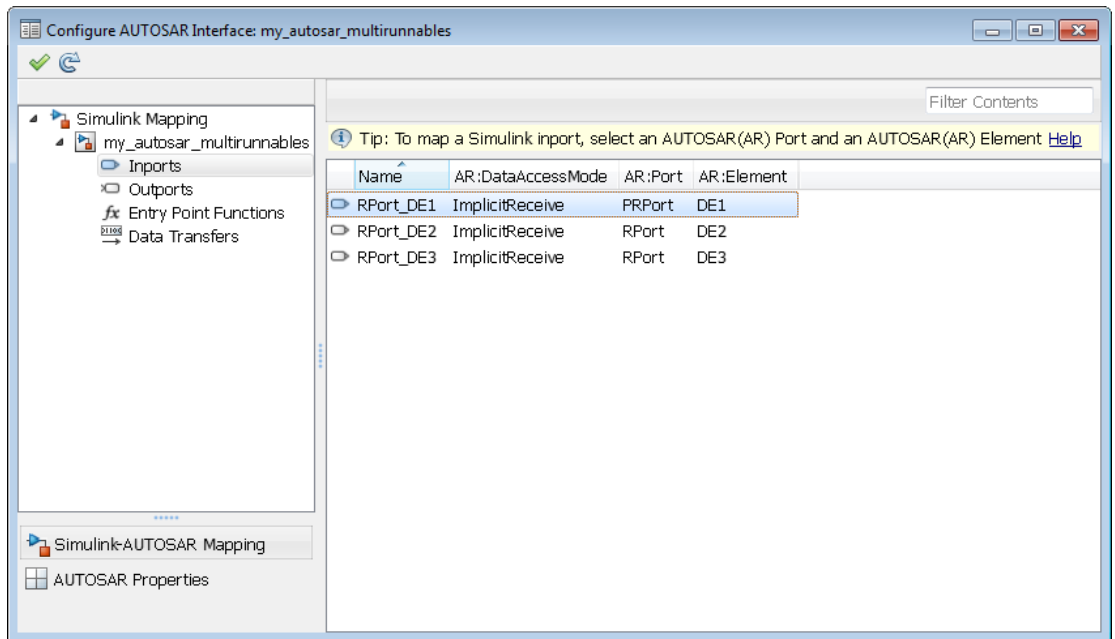 Configure AUTOSAR Interface: my_autosar_multirunnables
Filter Contents
Simulink Mapping
my_autosar_multirunnables
Inports
Outports
fx Entry Point Functions
Data Transfers
Tip: To map a Simulink inport, select an AUTOSAR(AR) Port and an AUTOSAR(AR) Element Help
Name AR:DataAccessMode AR:Port AR:Element
RPort_DE1 ImplicitReceive PRPort DE1
RPort_DE2 ImplicitReceive RPort DE2
RPort_DE3 ImplicitReceive RPort DE3
Simulink-AUTOSAR Mapping
AUTOSAR Properties